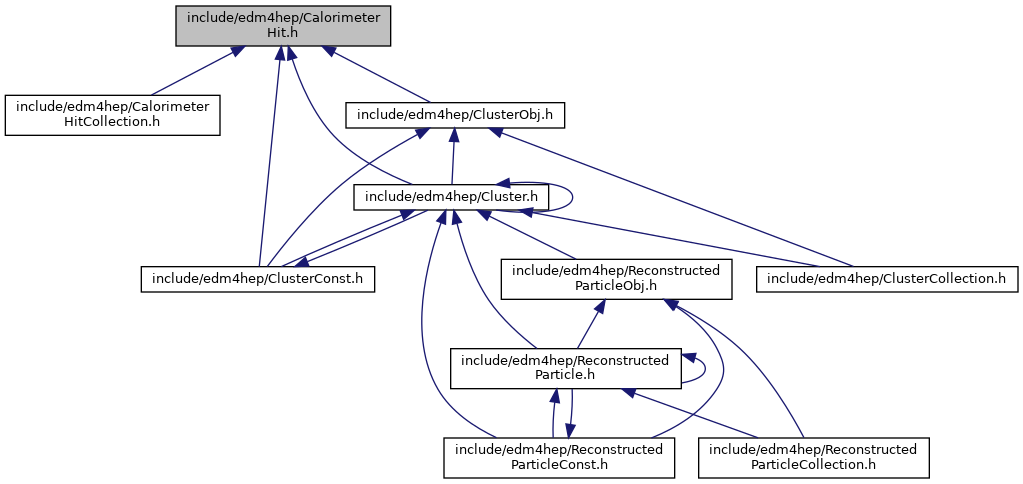 include/edm4hep/Calorimeter
Hit.h
include/edm4hep/Calorimeter
HitCollection.h
include/edm4hep/ClusterObj.h
include/edm4hep/Cluster.h
include/edm4hep/ClusterConst.h
include/edm4hep/Reconstructed
ParticleObj.h
include/edm4hep/ClusterCollection.h
include/edm4hep/Reconstructed
Particle.h
include/edm4hep/Reconstructed
ParticleConst.h
include/edm4hep/Reconstructed
ParticleCollection.h